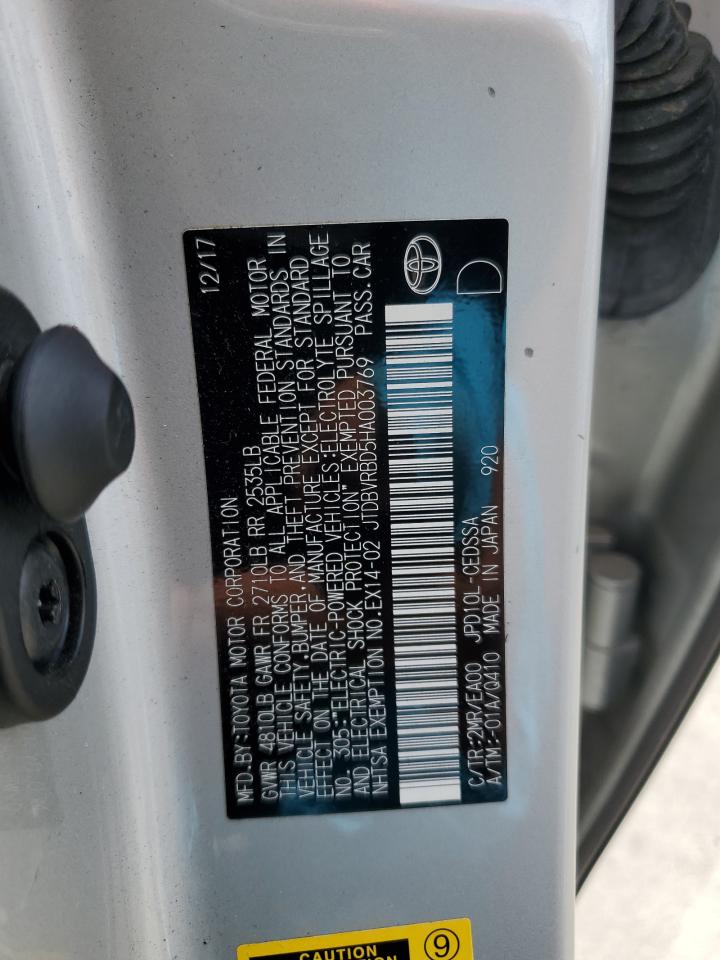 MFD.BY:TOYOTA MOTOR CORPORATION 12/17
GVWR 4810LB GAWR FR 2710LB RR 2535LB
THIS VEHICLE CONFORMS TO ALL APPLICABLE FEDERAL MOTOR
VEHICLE SAFETY,BUMPER,AND THEFT PREVENTION STANDARDS IN
EFFECT ON THE DATE OF MANUFACTURE EXCEPT FOR STANDARD
NO. 305:"ELECTRIC-POWERED VEHICLES:ELECTROLYTE SPILLAGE
AND ELECTRICAL SHOCK PROTECTION" EXEMPTED PURSUANT TO
NHTSA EXEMPTION NO.EX14-02 JTDBVRBD5HA003769 PASS.CAR
D
C/TR:2MR/EA00 JPD10L-CEDSSA
A/TM:-01A/Q410 MADE IN JAPAN 920
CAUTION
9